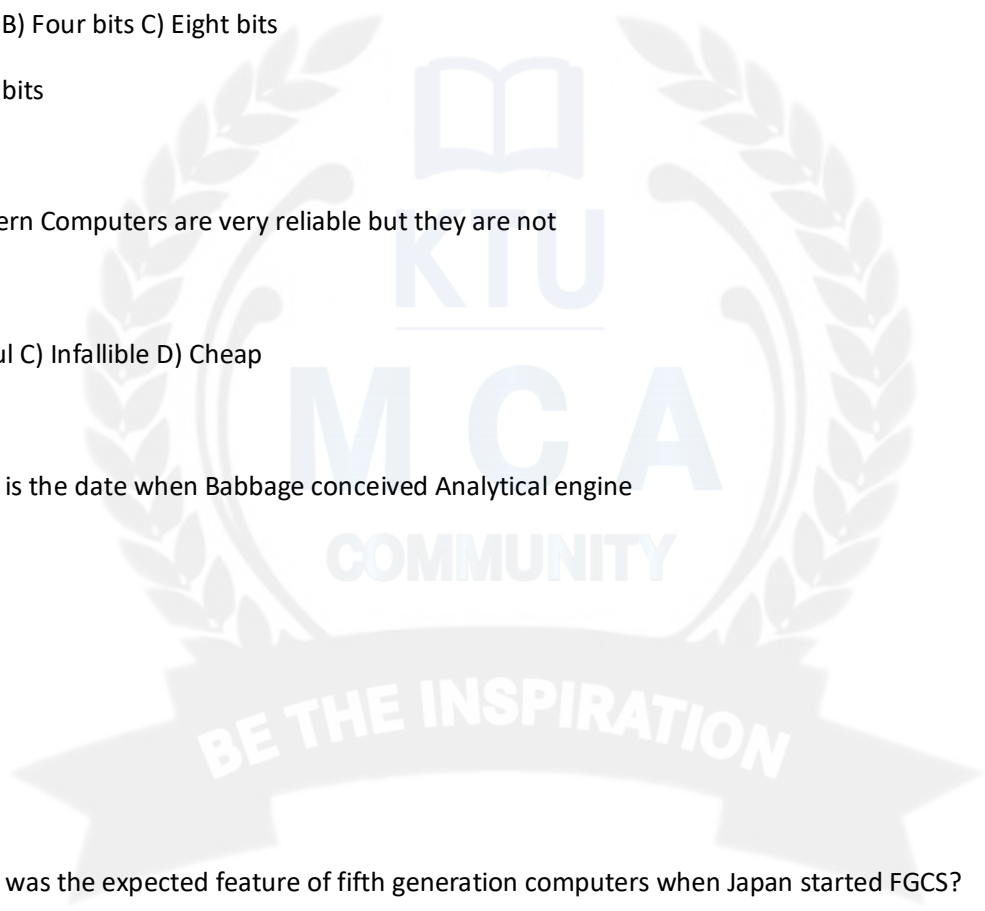 B) Four bits C) Eight bits
bits
ern Computers are very reliable but they are not
KTU
ul C) Infallible D) Cheap
MCA
is the date when Babbage conceived Analytical engine
COMMUNITY
BE THE INSPIRATION
was the expected feature of fifth generation computers when Japan started FGCS?